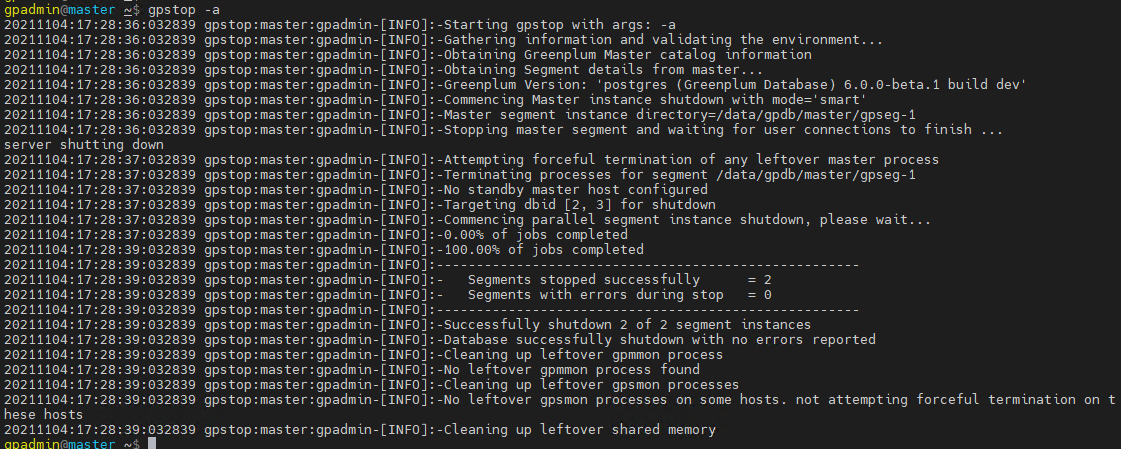 gpadmin@master ~$ gpstop -a
20211104:17:28:36:032839 gpstop:master:gpadmin-[INFO]:-Starting gpstop with args: -a
20211104:17:28:36:032839 gpstop:master:gpadmin-[INFO]:-Gathering information and validating the environment...
20211104:17:28:36:032839 gpstop:master:gpadmin-[INFO]:-Obtaining Greenplum Master catalog information
20211104:17:28:36:032839 gpstop:master:gpadmin-[INFO]:-Obtaining Segment details from master...
20211104:17:28:36:032839 gpstop:master:gpadmin-[INFO]:-Greenplum Version: 'postgres (Greenplum Database) 6.0.0-beta.1 build dev'
20211104:17:28:36:032839 gpstop:master:gpadmin-[INFO]:-Commencing Master instance shutdown with mode='smart'
20211104:17:28:36:032839 gpstop:master:gpadmin-[INFO]:-Master segment instance directory=/data/gpdb/master/gpseg-1
20211104:17:28:36:032839 gpstop:master:gpadmin-[INFO]:-Stopping master segment and waiting for user connections to finish ...
server shutting down
20211104:17:28:37:032839 gpstop:master:gpadmin-[INFO]:-Attempting forceful termination of any leftover master process
20211104:17:28:37:032839 gpstop:master:gpadmin-[INFO]:-Terminating processes for segment /data/gpdb/master/gpseg-1
20211104:17:28:37:032839 gpstop:master:gpadmin-[INFO]:-No standby master host configured
20211104:17:28:37:032839 gpstop:master:gpadmin-[INFO]:-Targeting dbid [2, 3] for shutdown
20211104:17:28:37:032839 gpstop:master:gpadmin-[INFO]:-Commencing parallel segment instance shutdown, please wait...
20211104:17:28:37:032839 gpstop:master:gpadmin-[INFO]:-0.00% of jobs completed
20211104:17:28:39:032839 gpstop:master:gpadmin-[INFO]:-100.00% of jobs completed
20211104:17:28:39:032839 gpstop:master:gpadmin-[INFO]:-----------------------------------------------------
20211104:17:28:39:032839 gpstop:master:gpadmin-[INFO]:-   Segments stopped successfully      = 2
20211104:17:28:39:032839 gpstop:master:gpadmin-[INFO]:-   Segments with errors during stop   = 0
20211104:17:28:39:032839 gpstop:master:gpadmin-[INFO]:-----------------------------------------------------
20211104:17:28:39:032839 gpstop:master:gpadmin-[INFO]:-Successfully shutdown 2 of 2 segment instances
20211104:17:28:39:032839 gpstop:master:gpadmin-[INFO]:-Database successfully shutdown with no errors reported
20211104:17:28:39:032839 gpstop:master:gpadmin-[INFO]:-Cleaning up leftover gpmmon process
20211104:17:28:39:032839 gpstop:master:gpadmin-[INFO]:-No leftover gpmmon process found
20211104:17:28:39:032839 gpstop:master:gpadmin-[INFO]:-Cleaning up leftover gpsmon processes
20211104:17:28:39:032839 gpstop:master:gpadmin-[INFO]:-No leftover gpsmon processes on some hosts. not attempting forceful termination on t
hese hosts
20211104:17:28:39:032839 gpstop:master:gpadmin-[INFO]:-Cleaning up leftover shared memory
gpadmin@master ~$